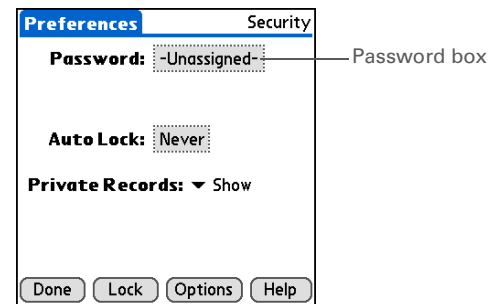 Preferences Security
Password: -Unassigned- Password box
Auto Lock: Never
Private Records: Show
Done Lock Options Help